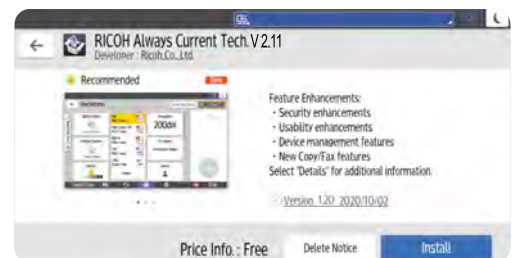 RICOH Always Current Tech. V 2.11
Developer : Ricoh Co., Ltd.
Recommended
200dpi
Feature Enhancements:
・Security enhancements
・Usability enhancements
・Device management features
・New Copy/Fax features
Select "Details" for additional information.
Version 1.20 2020/10/02
Price Info. : Free
Delete Notice
Install